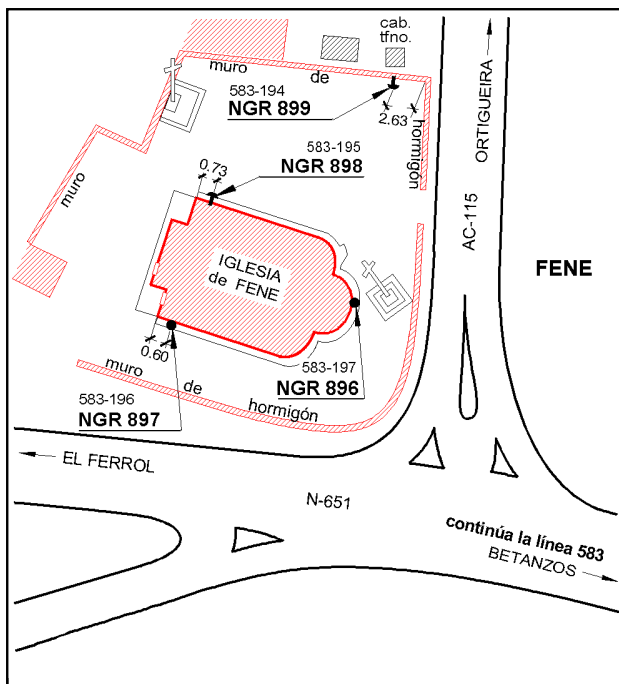 cab.
tfno.
muro de
hormigón
583-194
NGR 899
2.63
ORTIGUEIRA
AC-115
583-195
NGR 898
0.73
muro
IGLESIA
de FENE
FENE
583-197
NGR 896
0.60
583-196
NGR 897
muro de hormigón
EL FERROL
N-651
continúa la línea 583
BETANZOS